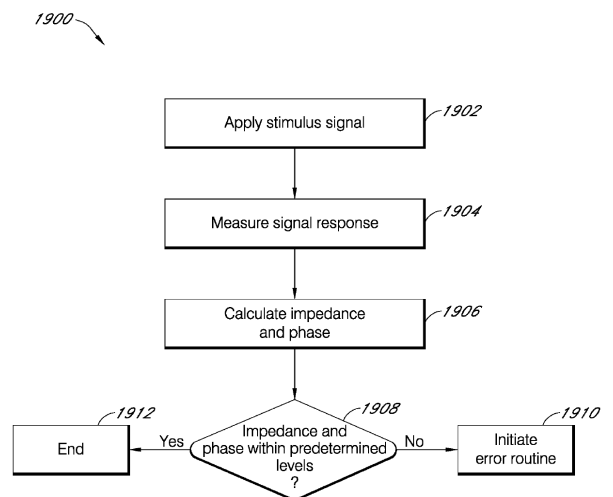 1900
Apply stimulus signal
1902
Measure signal response
1904
Calculate impedance
and phase
1906
1908
Impedance and
phase within predetermined
levels
?
Yes
No
1912
End
1910
Initiate
error routine